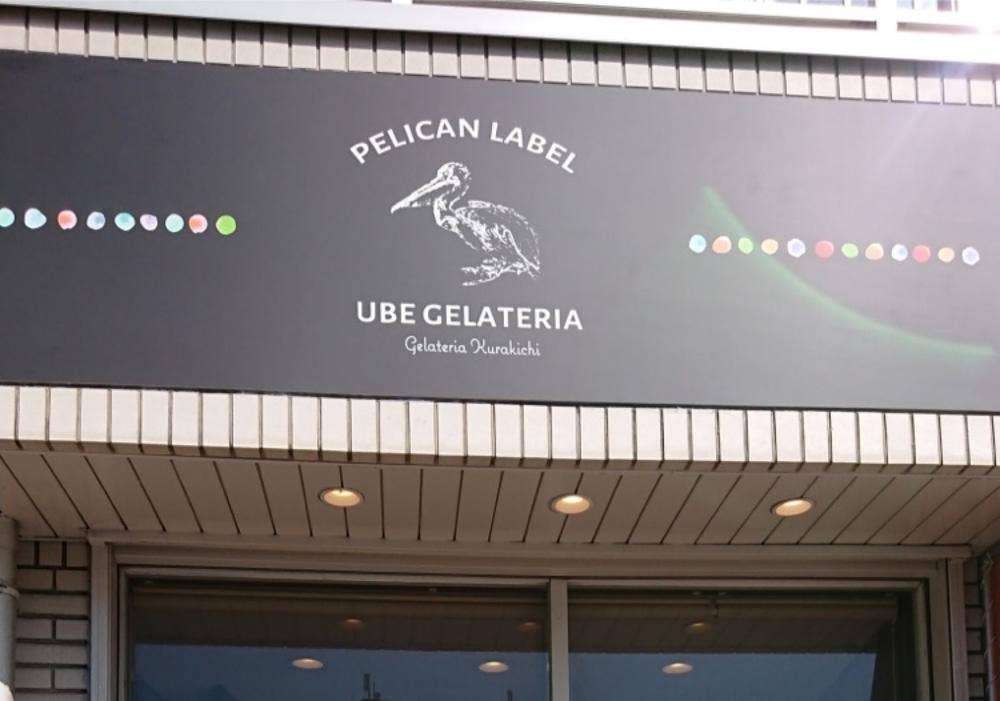 PELICAN LABEL
UBE GELATERIA
Gelateria Kurakichi